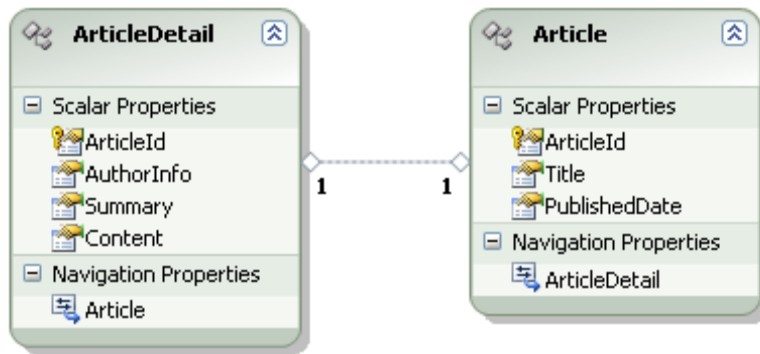 ArticleDetail
Scalar Properties
ArticleId
AuthorInfo
Summary
Content
Navigation Properties
Article
1
1
Article
Scalar Properties
ArticleId
Title
PublishedDate
Navigation Properties
ArticleDetail